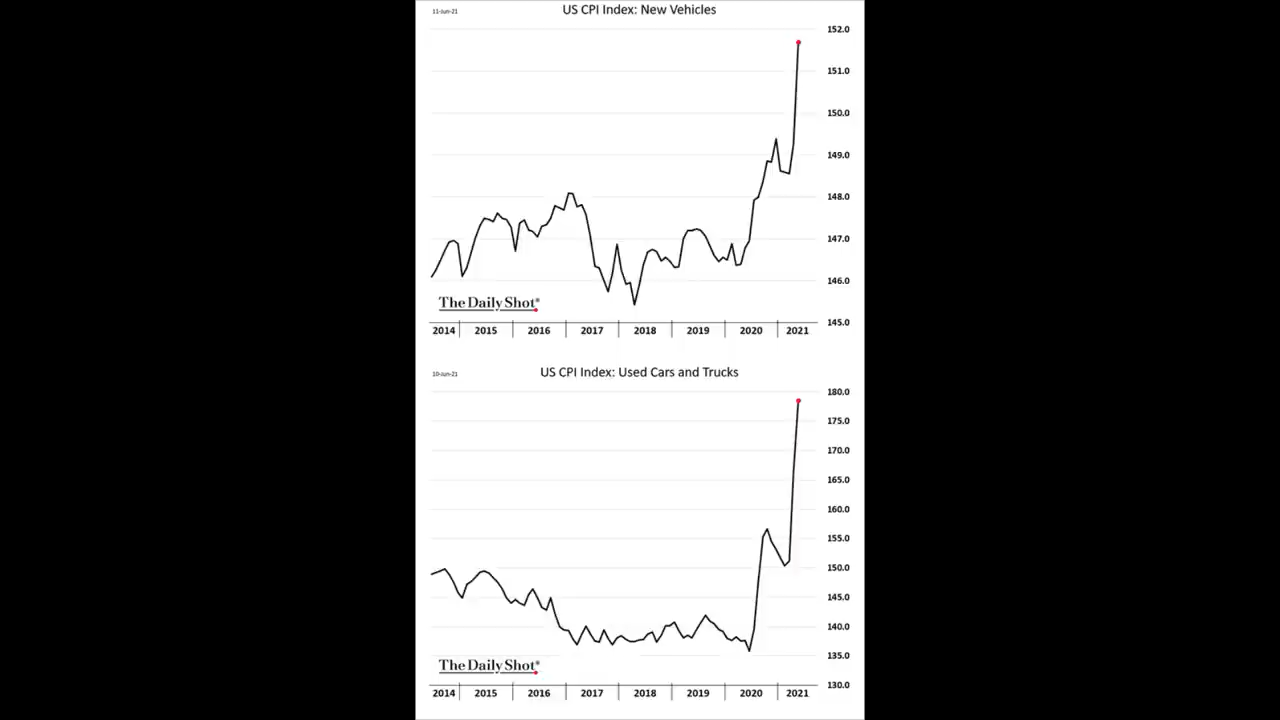 11-Jun-21
US CPI Index: New Vehicles
152.0
151.0
150.0
149.0
148.0
147.0
146.0
The Daily Shot®
145.0
2014 2015 2016 2017 2018 2019 2020 2021
10-Jun-21
US CPI Index: Used Cars and Trucks
180.0
175.0
170.0
165.0
160.0
155.0
150.0
145.0
140.0
135.0
The Daily Shot®
130.0
2014 2015 2016 2017 2018 2019 2020 2021